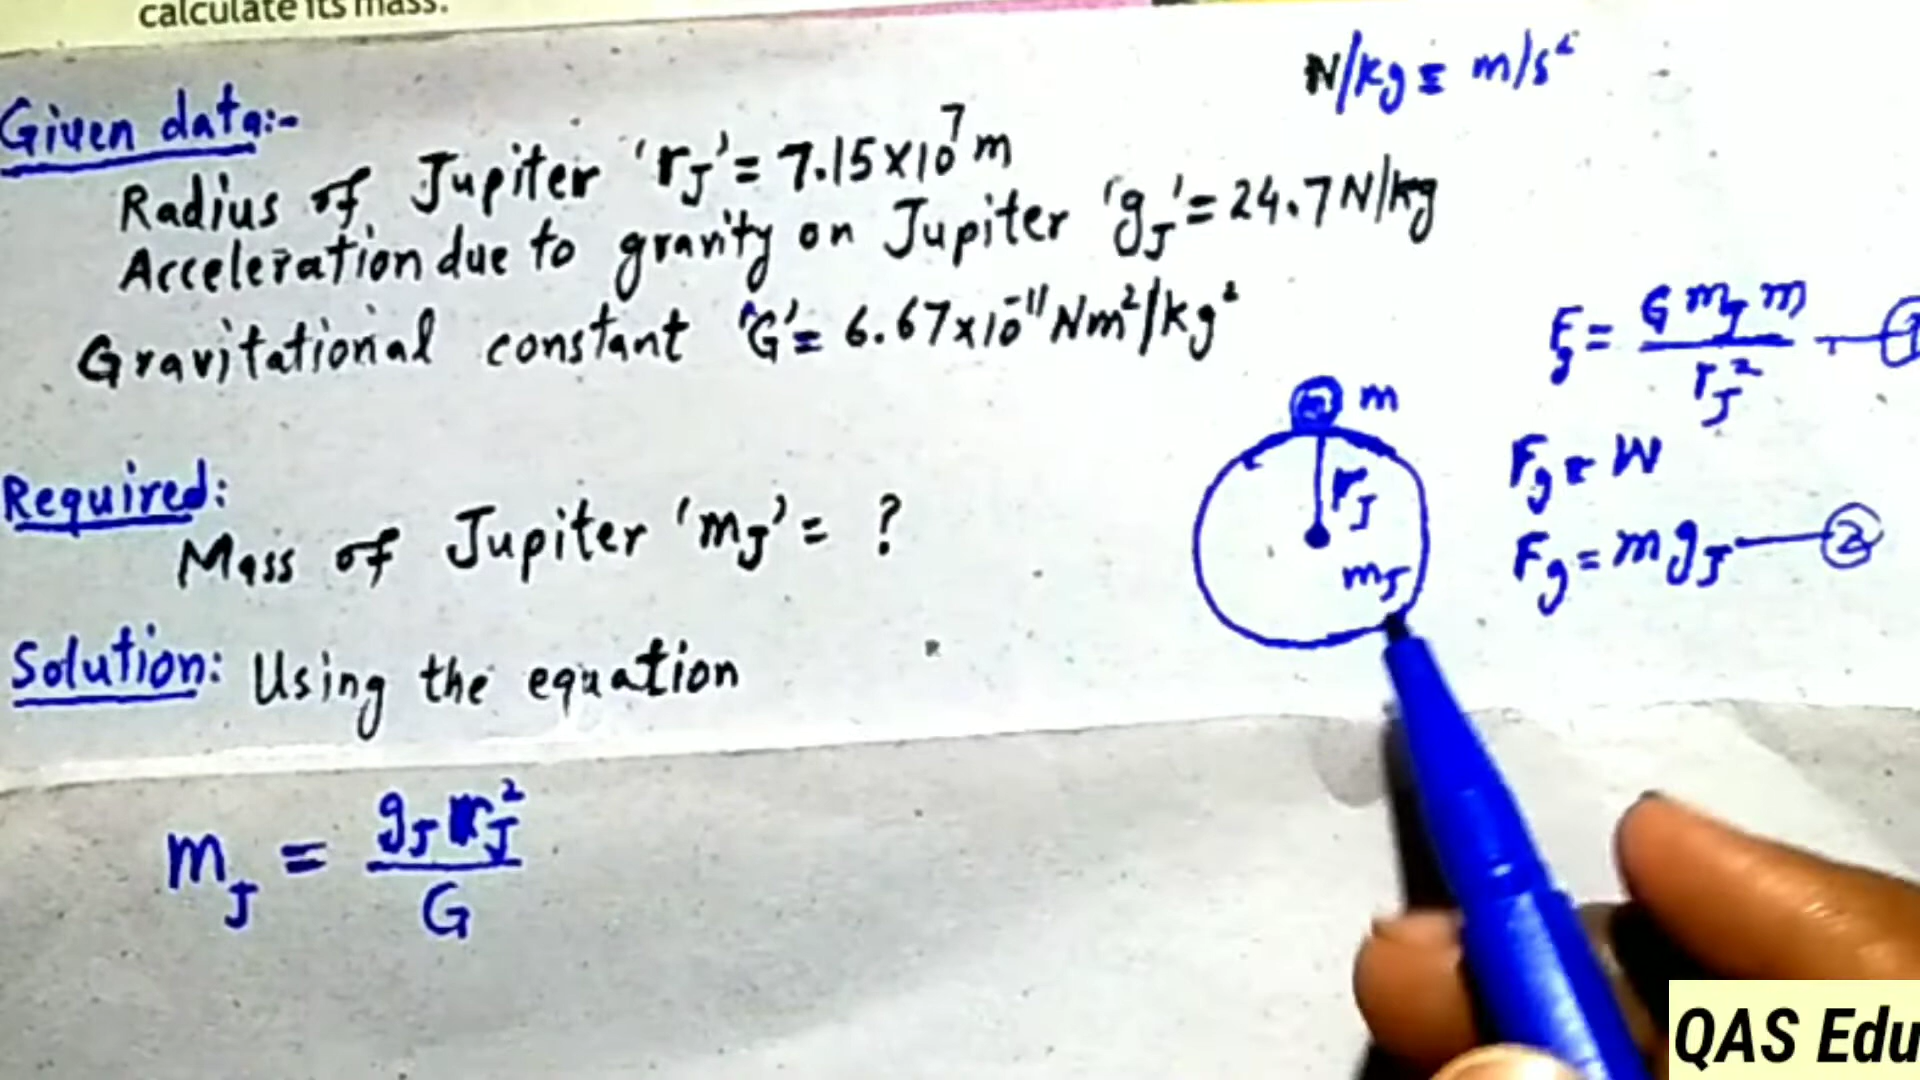 calculate its mass.
N/kg = m/s²
Given data:-
Radius of Jupiter 'rJ' = 7.15×10⁷ m
Acceleration due to gravity on Jupiter 'gJ' = 24.7 N/kg
Gravitational constant 'G' = 6.67×10⁻¹¹ Nm²/kg²
Fg = G mJ m / rJ² — 1
m
rJ
mJ
Fg = W
Fg = m gJ — 2
Required:
Mass of Jupiter 'mJ' = ?
Solution: Using the equation
mJ = gJ rJ² / G
QAS Edu